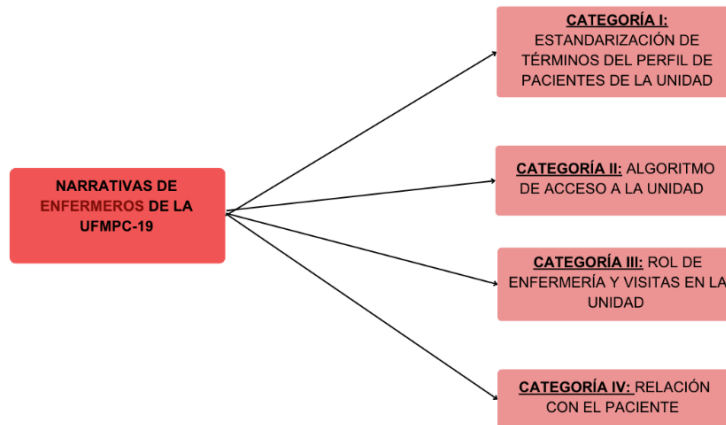 NARRATIVAS DE
ENFERMEROS DE LA
UFMPC-19
CATEGORÍA I:
ESTANDARIZACIÓN DE
TÉRMINOS DEL PERFIL DE
PACIENTES DE LA UNIDAD
CATEGORÍA II: ALGORITMO
DE ACCESO A LA UNIDAD
CATEGORÍA III: ROL DE
ENFERMERÍA Y VISITAS EN LA
UNIDAD
CATEGORÍA IV: RELACIÓN
CON EL PACIENTE